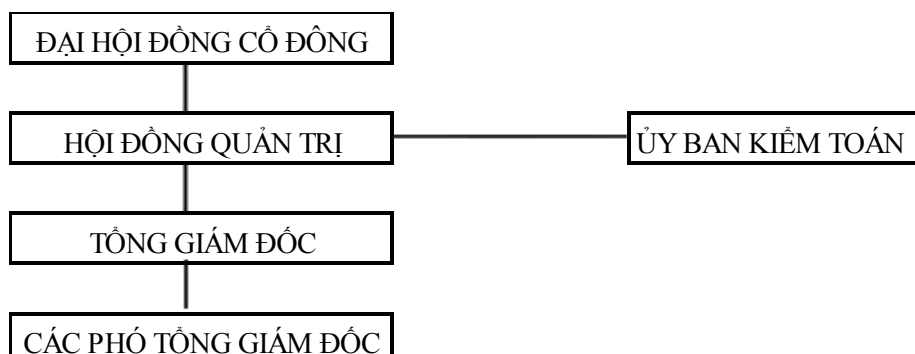 ĐẠI HỘI ĐỒNG CỔ ĐÔNG
HỘI ĐỒNG QUẢN TRỊ
ỦY BAN KIỂM TOÁN
TỔNG GIÁM ĐỐC
CÁC PHÓ TỔNG GIÁM ĐỐC